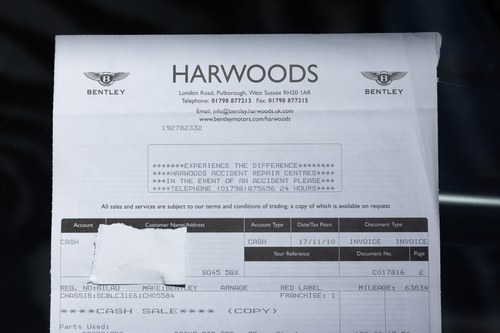 HARWOODS
BENTLEY
BENTLEY
London Road, Pulborough, West Sussex RH20 1AR
Telephone: 01798 877213 Fax: 01798 877215
Email: info@bentley.harwoods.uk.com
www.bentleymotors.com/harwoods
192782332
*******EXPERIENCE THE DIFFERENCE********
****HARWOODS ACCIDENT REPAIR CENTRES****
***IN THE EVENT OF AN ACCIDENT PLEASE***
****TELEPHONE (01798)875656 24 HOURS****
All sales and services are subject to our terms and conditions of trading, a copy of which is available on request
Account Customer Name/Address Account Type Date/Tax Point Document Type
CASH CASH 17/11/10 INVOICE INVOICE
Your Reference Document No. Page
SO45 5GX C017816 2
REG. NO:GILAU MAKE:BENTLEY ARNAGE RED LABEL MILEAGE: 63834
CHASSIS:SCBLC31E61CH05584 FRANCHISE: 1
****CASH SALE**** (COPY)
Parts Used: